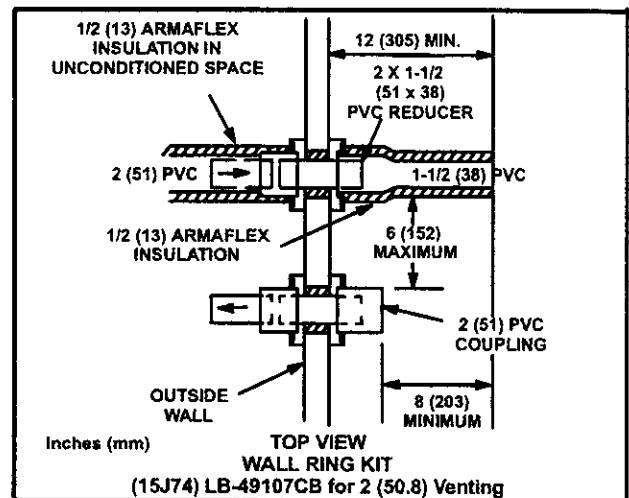 1/2 (13) ARMAFLEX
INSULATION IN
UNCONDITIONED SPACE
12 (305) MIN.
2 X 1-1/2
(51 x 38)
PVC REDUCER
2 (51) PVC
1-1/2 (38) PVC
1/2 (13) ARMAFLEX
INSULATION
6 (152)
MAXIMUM
2 (51) PVC
COUPLING
OUTSIDE
WALL
8 (203)
MINIMUM
Inches (mm)
TOP VIEW
WALL RING KIT
(15J74) LB-49107CB for 2 (50.8) Venting